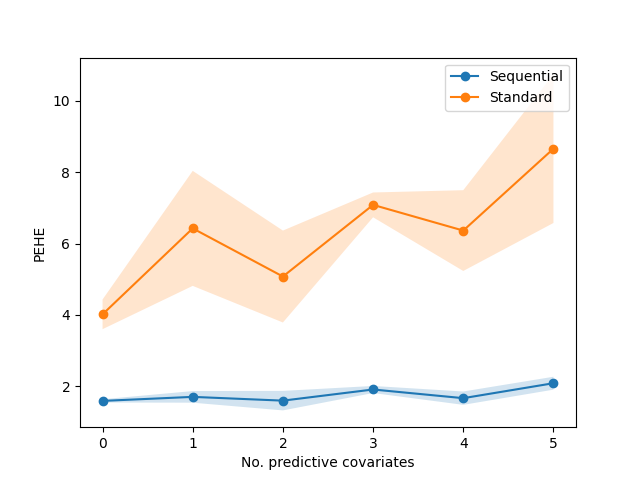 Sequential
Standard
PEHE
10
8
6
4
2
0 1 2 3 4 5
No. predictive covariates